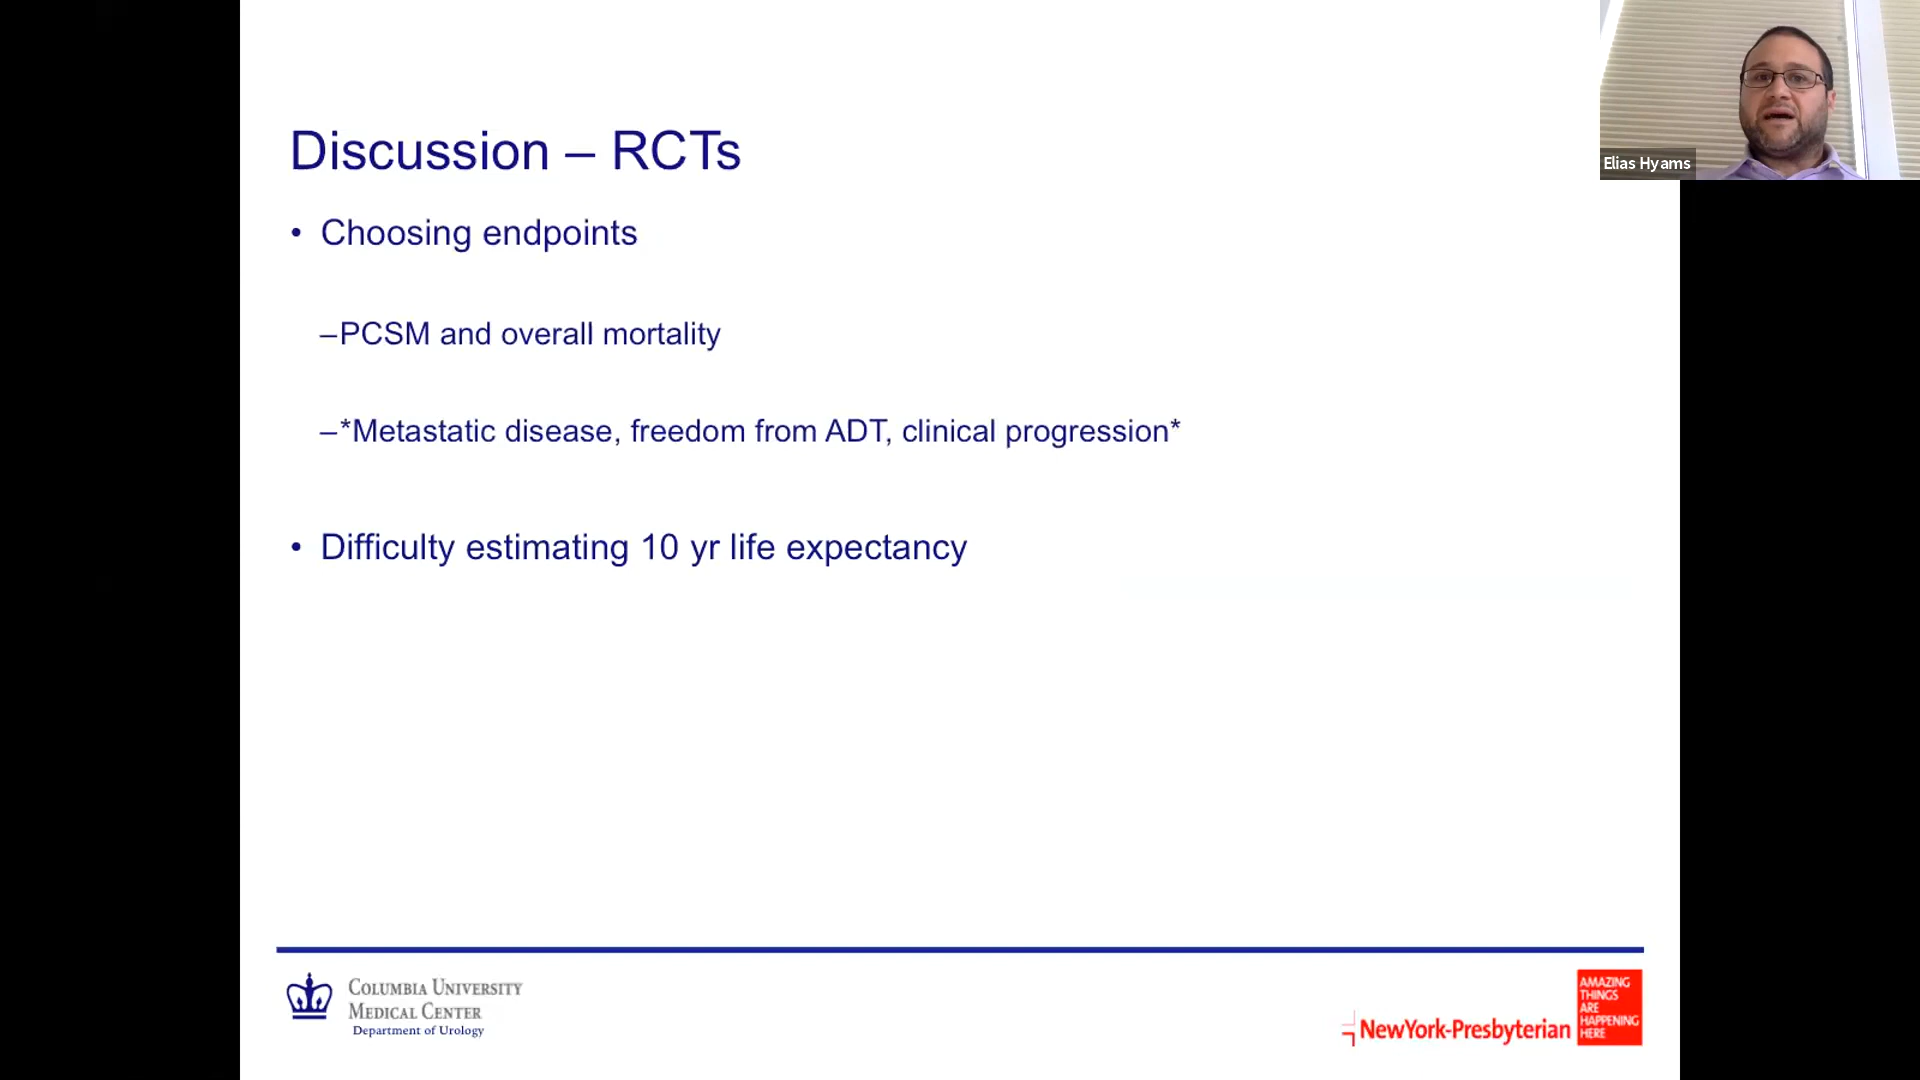 Discussion – RCTs
• Choosing endpoints
–PCSM and overall mortality
–*Metastatic disease, freedom from ADT, clinical progression*
• Difficulty estimating 10 yr life expectancy
Elias Hyams
COLUMBIA UNIVERSITY
MEDICAL CENTER
Department of Urology
NewYork-Presbyterian
AMAZING
THINGS
ARE
HAPPENING
HERE